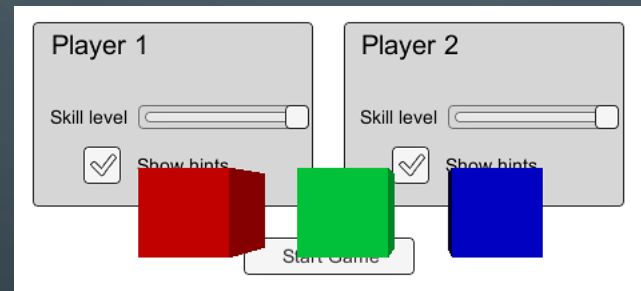 Player 1
Player 2
Skill level
Skill level
Show hints
Show hints
Start Game